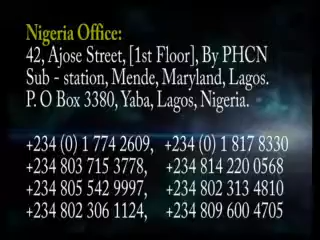 Nigeria Office:
42, Ajose Street, [1st Floor], By PHCN
Sub - station, Mende, Maryland, Lagos.
P. O Box 3380, Yaba, Lagos, Nigeria.
+234 (0) 1 774 2609, +234 (0) 1 817 8330
+234 803 715 3778, +234 814 220 0568
+234 805 542 9997, +234 802 313 4810
+234 802 306 1124, +234 809 600 4705